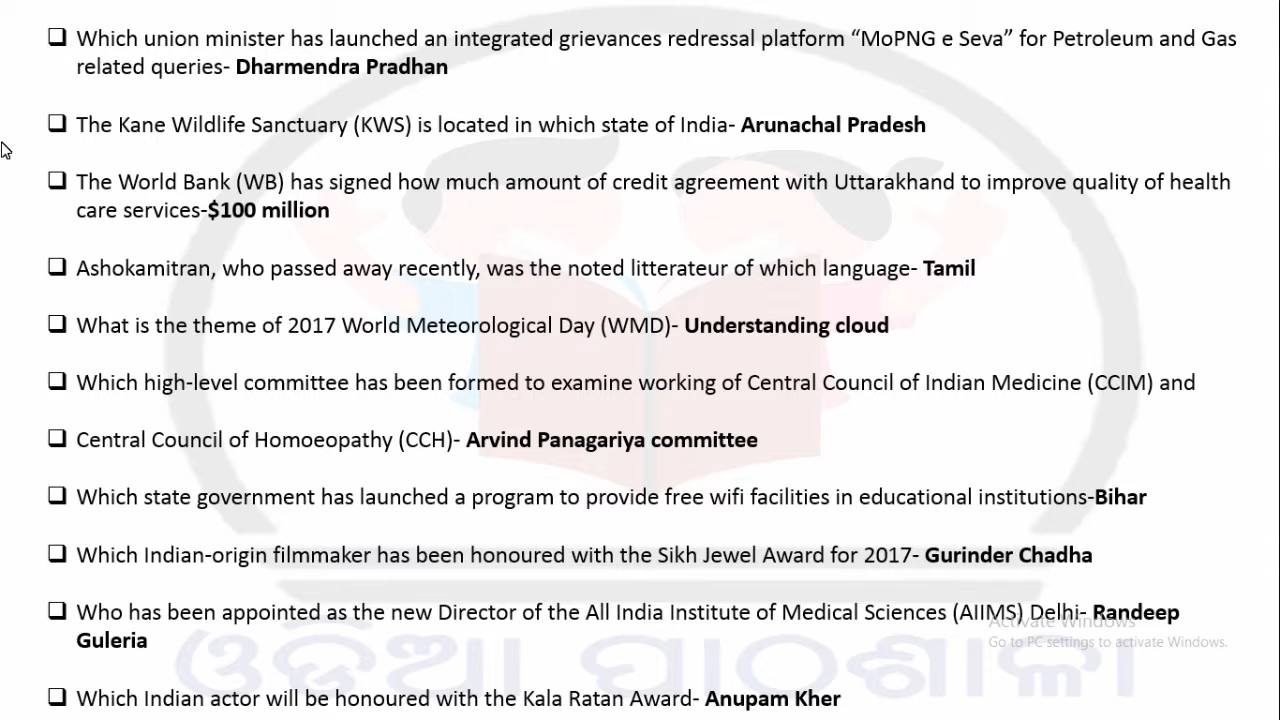 ❑ Which union minister has launched an integrated grievances redressal platform “MoPNG e Seva” for Petroleum and Gas
related queries- Dharmendra Pradhan
❑ The Kane Wildlife Sanctuary (KWS) is located in which state of India- Arunachal Pradesh
❑ The World Bank (WB) has signed how much amount of credit agreement with Uttarakhand to improve quality of health
care services-$100 million
❑ Ashokamitran, who passed away recently, was the noted litterateur of which language- Tamil
❑ What is the theme of 2017 World Meteorological Day (WMD)- Understanding cloud
❑ Which high-level committee has been formed to examine working of Central Council of Indian Medicine (CCIM) and
❑ Central Council of Homoeopathy (CCH)- Arvind Panagariya committee
❑ Which state government has launched a program to provide free wifi facilities in educational institutions-Bihar
❑ Which Indian-origin filmmaker has been honoured with the Sikh Jewel Award for 2017- Gurinder Chadha
❑ Who has been appointed as the new Director of the All India Institute of Medical Sciences (AIIMS) Delhi- Randeep
Guleria
Activate Windows
Go to PC settings to activate Windows.
ଓଡ଼ିଆ ପାଠଶାଳା
❑ Which Indian actor will be honoured with the Kala Ratan Award- Anupam Kher